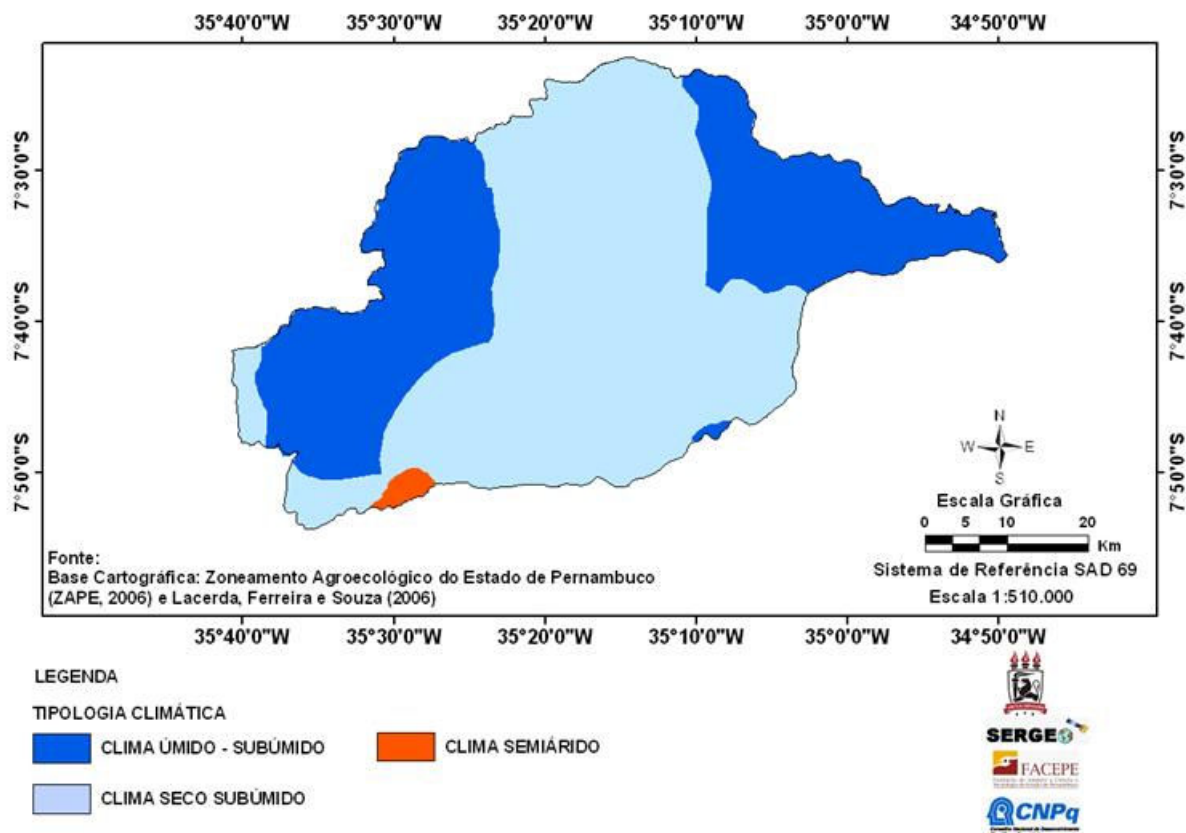 35°40'0"W 35°30'0"W 35°20'0"W 35°10'0"W 35°0'0"W 34°50'0"W
7°30'0"S 7°30'0"S
7°40'0"S 7°40'0"S
7°50'0"S 7°50'0"S
N
W E
S
Escala Gráfica
0 5 10 20
Km
Sistema de Referência SAD 69
Escala 1:510.000
Fonte:
Base Cartográfica: Zoneamento Agroecológico do Estado de Pernambuco
(ZAPE, 2006) e Lacerda, Ferreira e Souza (2006)
35°40'0"W 35°30'0"W 35°20'0"W 35°10'0"W 35°0'0"W 34°50'0"W
LEGENDA
TIPOLOGIA CLIMÁTICA
CLIMA ÚMIDO - SUBÚMIDO
CLIMA SEMIÁRIDO
CLIMA SECO SUBÚMIDO
SERGEO
FACEPE
CNPq